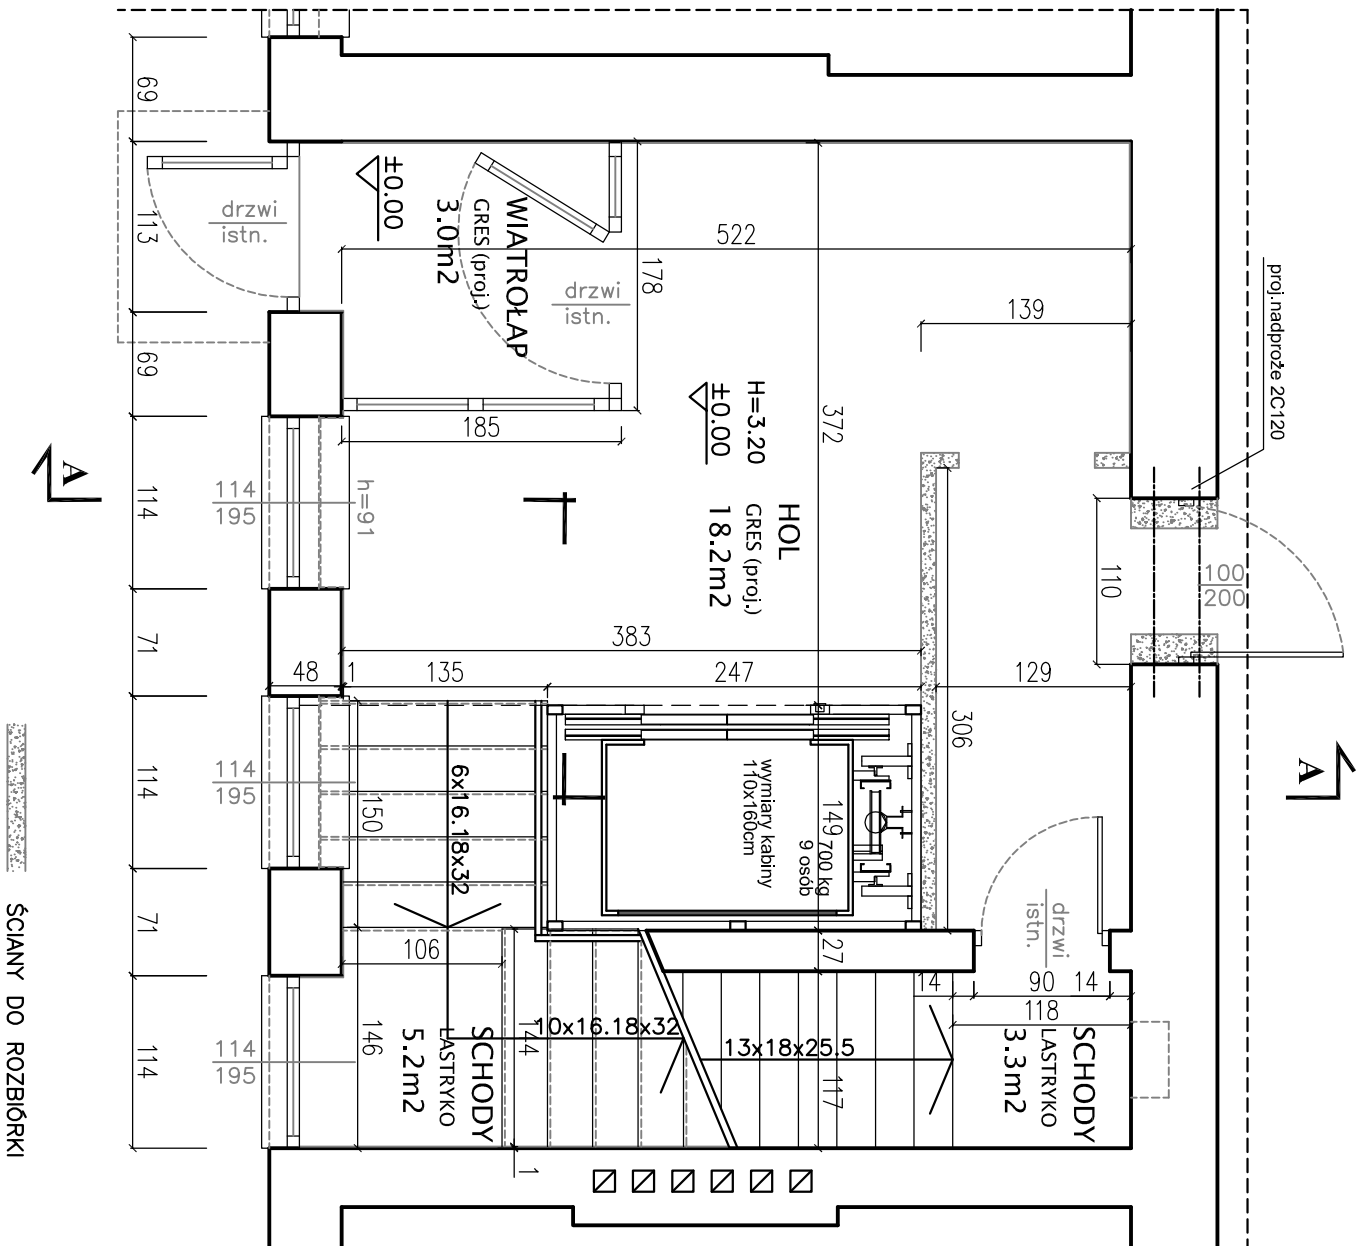 69
113
69
114
71
114
71
114
drzwi
istn.
±0.00
WIATROŁAP
GRES (proj.)
3.0m2
drzwi
istn.
178
522
139
185
372
H=3.20
±0.00
HOL
GRES (proj.)
18.2m2
proj.nadproże 2C120
110
100
200
A
A
114
195
h=91
383
48
1
135
247
129
306
114
195
150
6x16.18x32
wymiary kabiny
110x160cm
149
700 kg
9 osób
drzwi
istn.
27
106
14
90
14
118
114
195
146
SCHODY
LASTRYKO
5.2m2
144
10x16.18x32
13x18x25.5
117
SCHODY
LASTRYKO
3.3m2
1
ŚCIANY DO ROZBIÓRKI